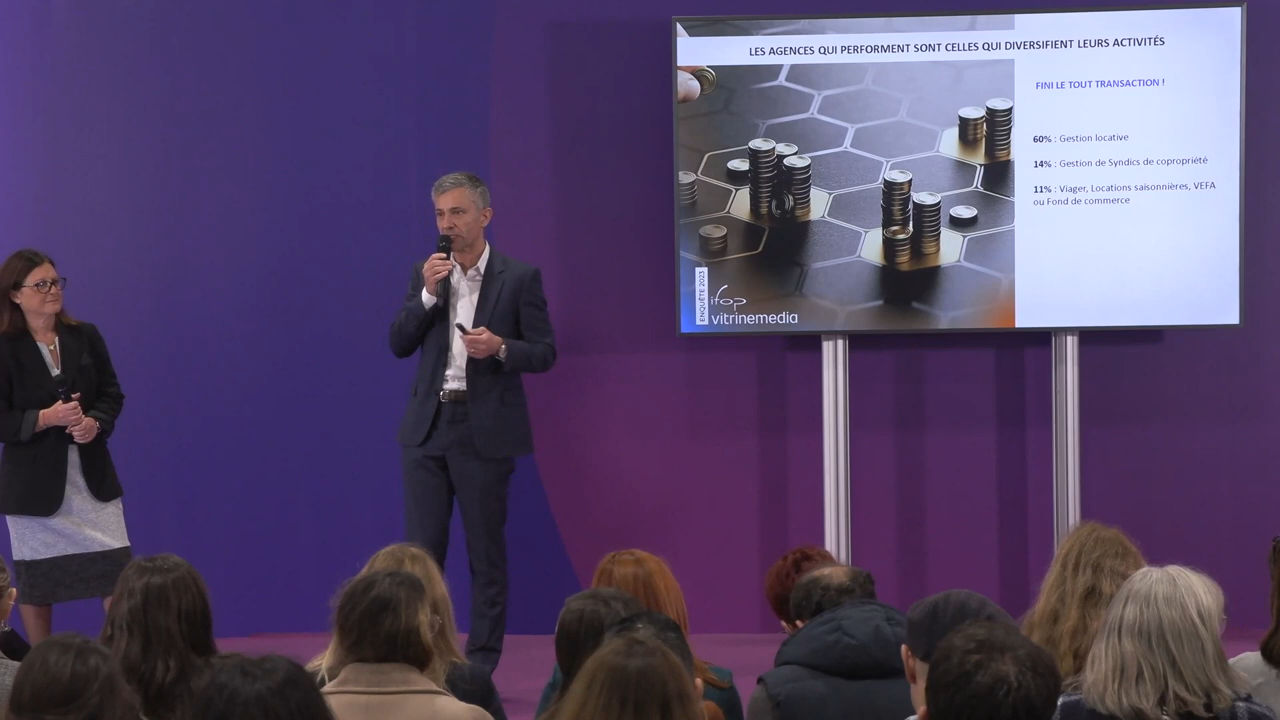 LES AGENCES QUI PERFORMENT SONT CELLES QUI DIVERSIFIENT LEURS ACTIVITÉS
FINI LE TOUT TRANSACTION !
60% : Gestion locative
14% : Gestion de Syndics de copropriété
11% : Viager, Locations saisonnières, VEFA
ou Fond de commerce
ENQUÊTE 2023
ifop
vitrinemedia